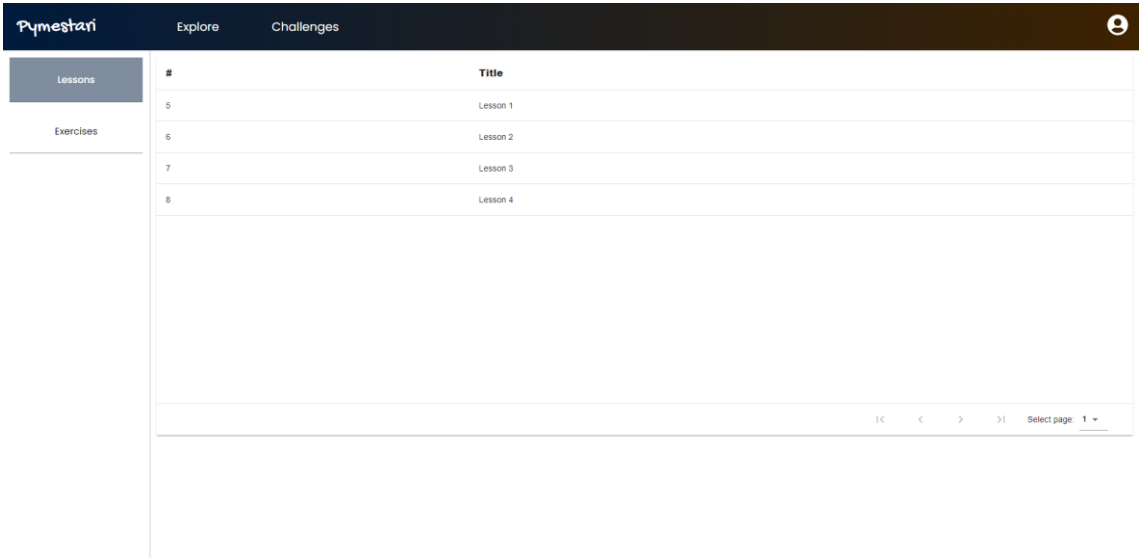 Pymestari Explore Challenges
Lessons
Exercises
# Title
5 Lesson 1
6 Lesson 2
7 Lesson 3
8 Lesson 4
Select page: 1